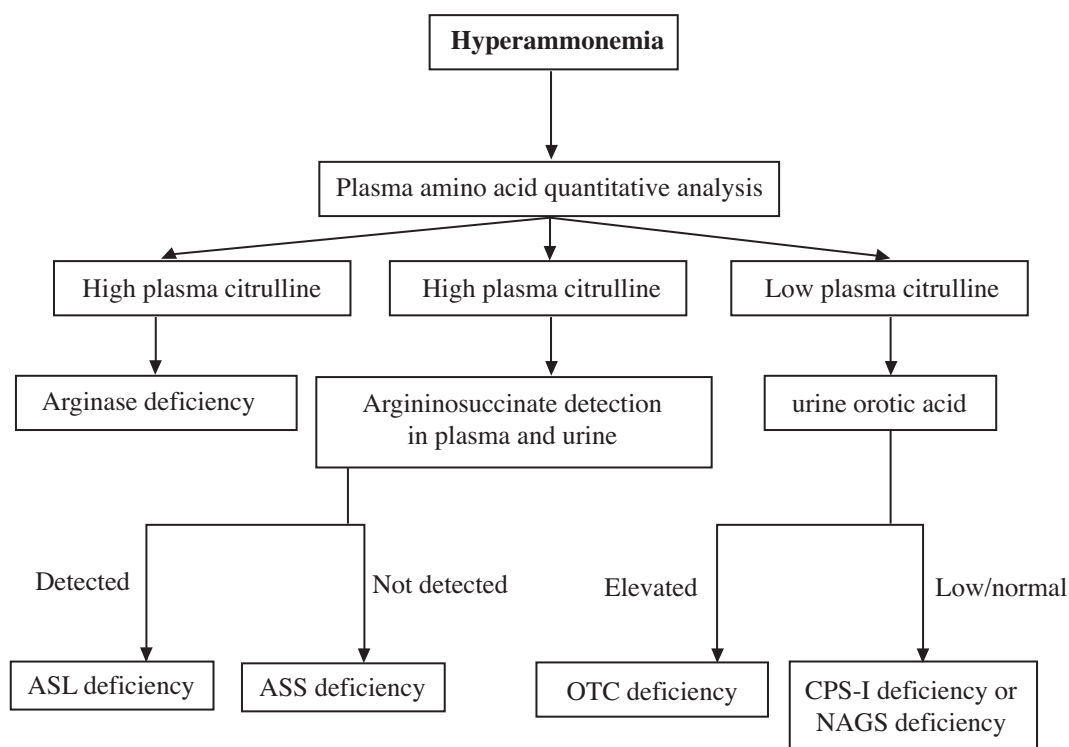 Hyperammonemia
Plasma amino acid quantitative analysis
High plasma citrulline
High plasma citrulline
Low plasma citrulline
Arginase deficiency
Argininosuccinate detection
in plasma and urine
urine orotic acid
Detected
Not detected
Elevated
Low/normal
ASL deficiency
ASS deficiency
OTC deficiency
CPS-I deficiency or
NAGS deficiency